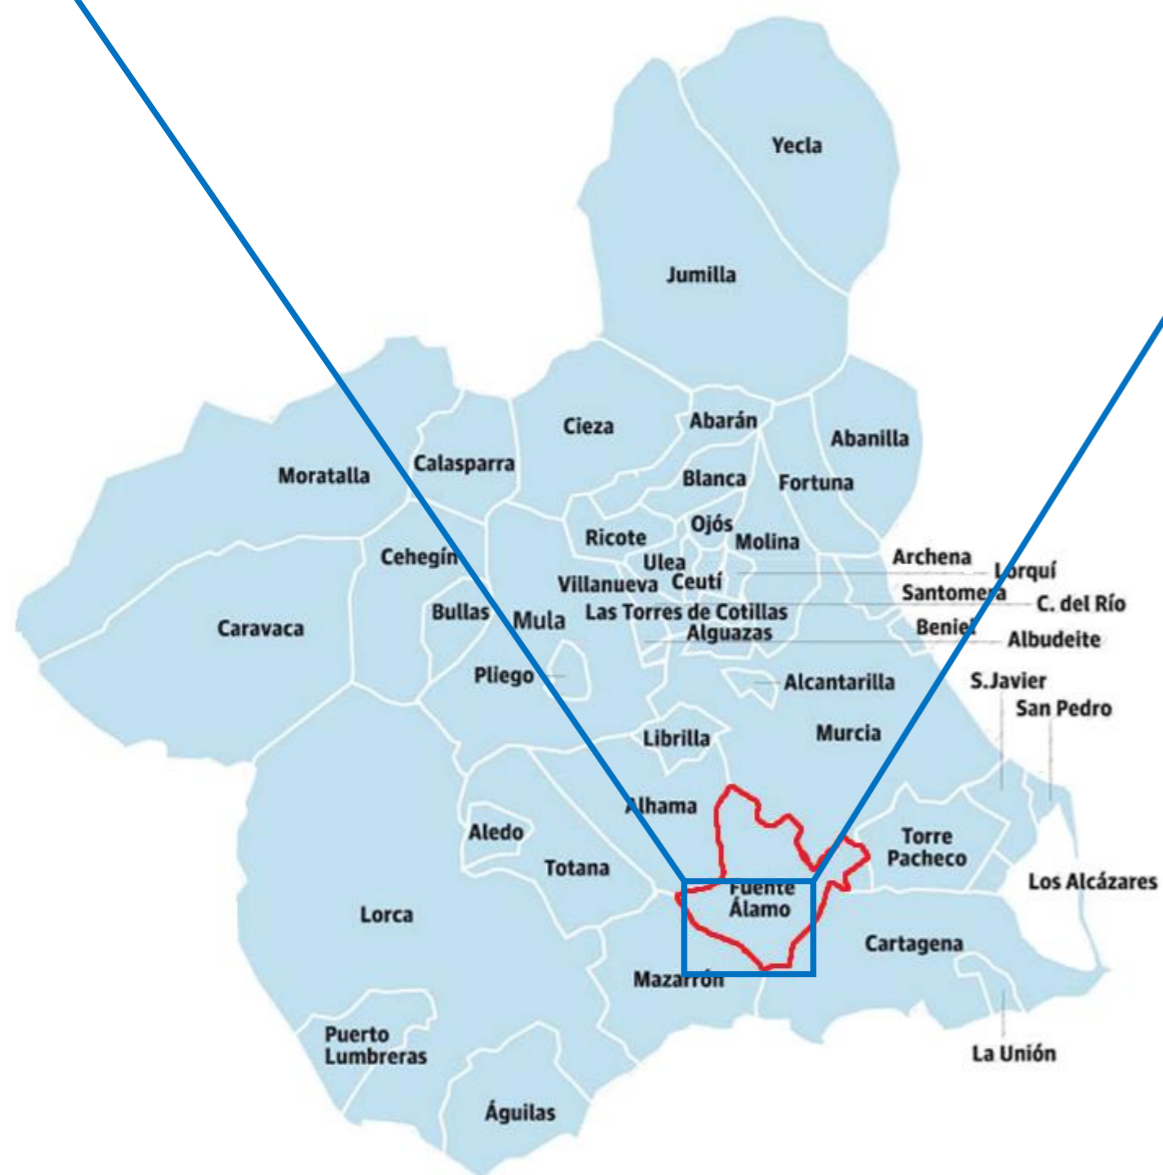 Yecla
Jumilla
Cieza
Abarán
Abanilla
Moratalla
Calasparra
Blanca
Fortuna
Ricote
Ojós
Molina
Cehegín
Ulea
Archena
Lorquí
Villanueva
Ceutí
Santomera
C. del Río
Caravaca
Bullas
Mula
Las Torres de Cotillas
Alguazas
Beniel
Albudeite
Pliego
Alcantarilla
S.Javier
San Pedro
Librilla
Murcia
Alhama
Aledo
Totana
Torre
Pacheco
Los Alcázares
Fuente
Álamo
Lorca
Cartagena
Mazarrón
Puerto
Lumbreras
La Unión
Águilas